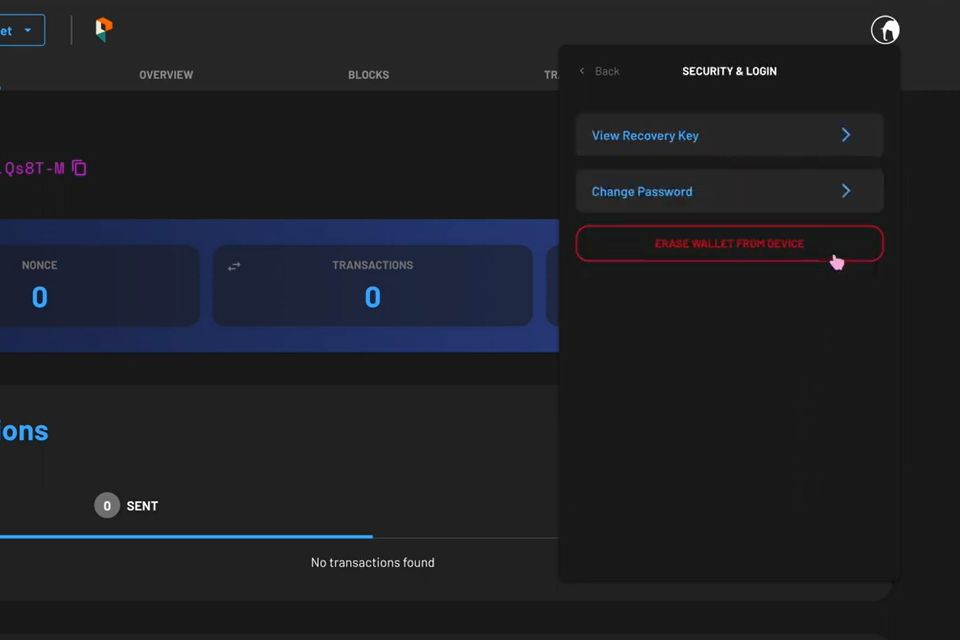 et
OVERVIEW
BLOCKS
TR
Back
SECURITY & LOGIN
View Recovery Key
Qs8T-M
Change Password
ERASE WALLET FROM DEVICE
NONCE
0
TRANSACTIONS
0
ions
0 SENT
No transactions found